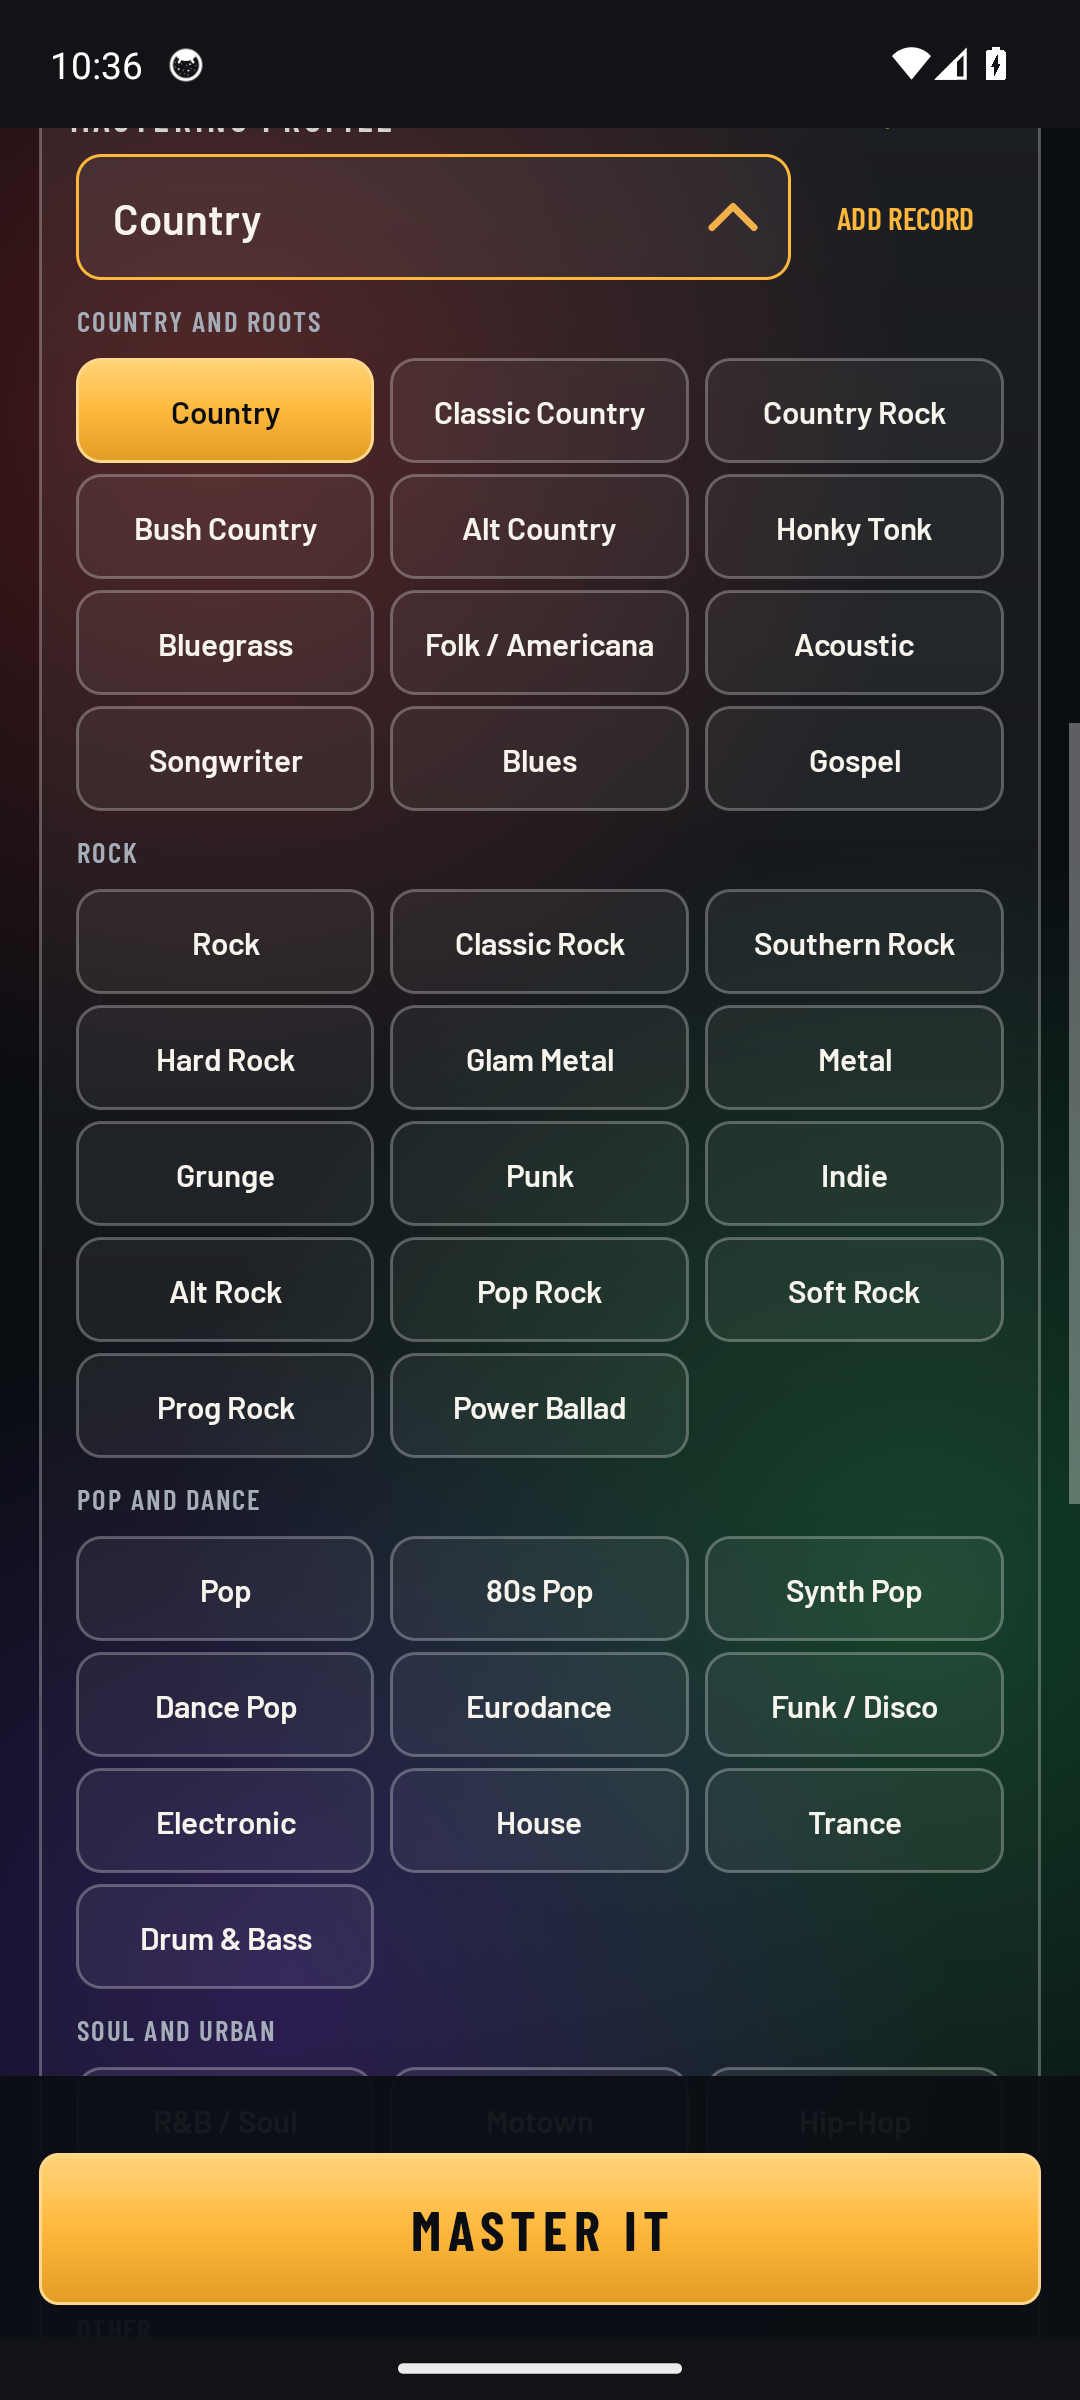 10:36
MASTERING PROFILE
Country
ADD RECORD
COUNTRY AND ROOTS
Country
Classic Country
Country Rock
Bush Country
Alt Country
Honky Tonk
Bluegrass
Folk / Americana
Acoustic
Songwriter
Blues
Gospel
ROCK
Rock
Classic Rock
Southern Rock
Hard Rock
Glam Metal
Metal
Grunge
Punk
Indie
Alt Rock
Pop Rock
Soft Rock
Prog Rock
Power Ballad
POP AND DANCE
Pop
80s Pop
Synth Pop
Dance Pop
Eurodance
Funk / Disco
Electronic
House
Trance
Drum & Bass
SOUL AND URBAN
R&B / Soul
Motown
Hip-Hop
MASTER IT
OTHER